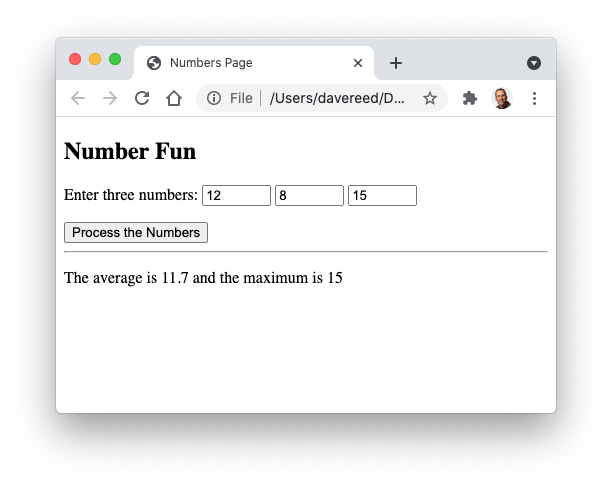 Numbers Page
File | /Users/davereed/D...
Number Fun
Enter three numbers: 12 8 15
Process the Numbers
The average is 11.7 and the maximum is 15